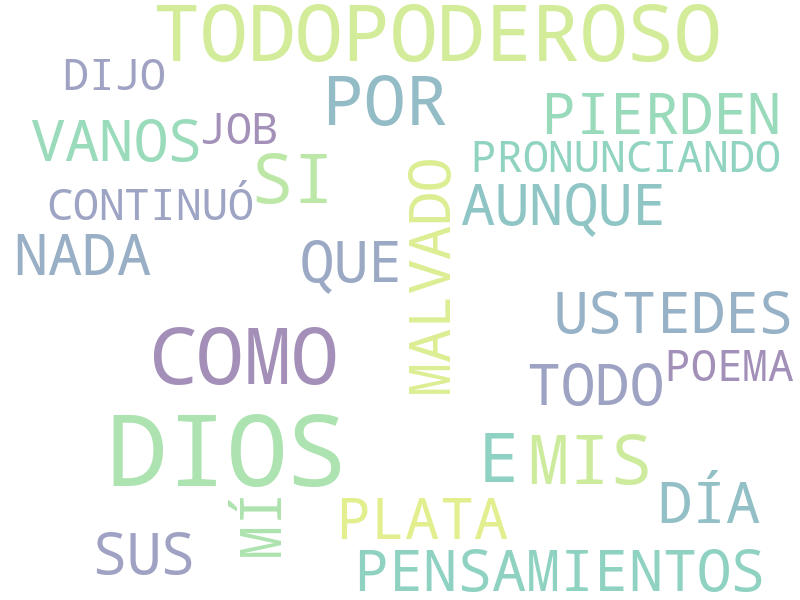 TODOPODEROSO
DIJO
POR
PIERDEN
VANOS
JOB
PRONUNCIANDO
SI
CONTINUÓ
MALVADO
AUNQUE
NADA
QUE
USTEDES
COMO
TODO
POEMA
DIOS
E
MIS
DÍA
MÍ
PLATA
SUS
PENSAMIENTOS